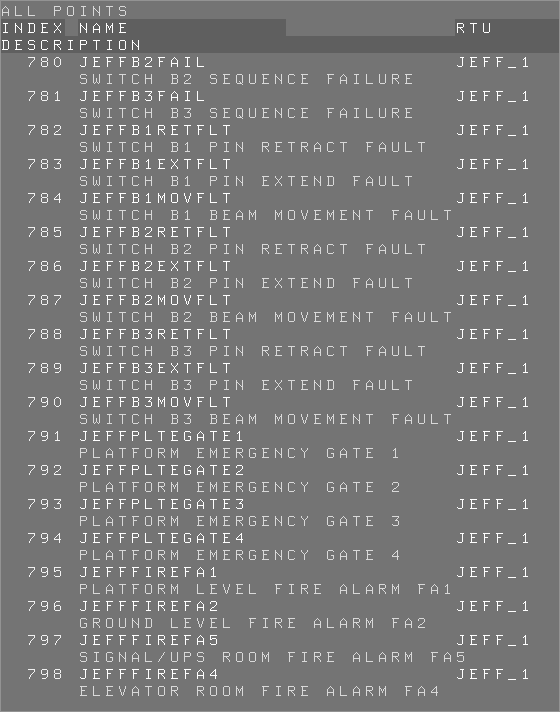 ALL POINTS
INDEX NAME RTU
DESCRIPTION
780 JEFFB2FAIL JEFF_1
SWITCH B2 SEQUENCE FAILURE
781 JEFFB3FAIL JEFF_1
SWITCH B3 SEQUENCE FAILURE
782 JEFFB1RETFLT JEFF_1
SWITCH B1 PIN RETRACT FAULT
783 JEFFB1EXTFLT JEFF_1
SWITCH B1 PIN EXTEND FAULT
784 JEFFB1MOVFLT JEFF_1
SWITCH B1 BEAM MOVEMENT FAULT
785 JEFFB2RETFLT JEFF_1
SWITCH B2 PIN RETRACT FAULT
786 JEFFB2EXTFLT JEFF_1
SWITCH B2 PIN EXTEND FAULT
787 JEFFB2MOVFLT JEFF_1
SWITCH B2 BEAM MOVEMENT FAULT
788 JEFFB3RETFLT JEFF_1
SWITCH B3 PIN RETRACT FAULT
789 JEFFB3EXTFLT JEFF_1
SWITCH B3 PIN EXTEND FAULT
790 JEFFB3MOVFLT JEFF_1
SWITCH B3 BEAM MOVEMENT FAULT
791 JEFFPLTEGATE1 JEFF_1
PLATFORM EMERGENCY GATE 1
792 JEFFPLTEGATE2 JEFF_1
PLATFORM EMERGENCY GATE 2
793 JEFFPLTEGATE3 JEFF_1
PLATFORM EMERGENCY GATE 3
794 JEFFPLTEGATE4 JEFF_1
PLATFORM EMERGENCY GATE 4
795 JEFFFIREFA1 JEFF_1
PLATFORM LEVEL FIRE ALARM FA1
796 JEFFFIREFA2 JEFF_1
GROUND LEVEL FIRE ALARM FA2
797 JEFFFIREFA5 JEFF_1
SIGNAL/UPS ROOM FIRE ALARM FA5
798 JEFFFIREFA4 JEFF_1
ELEVATOR ROOM FIRE ALARM FA4